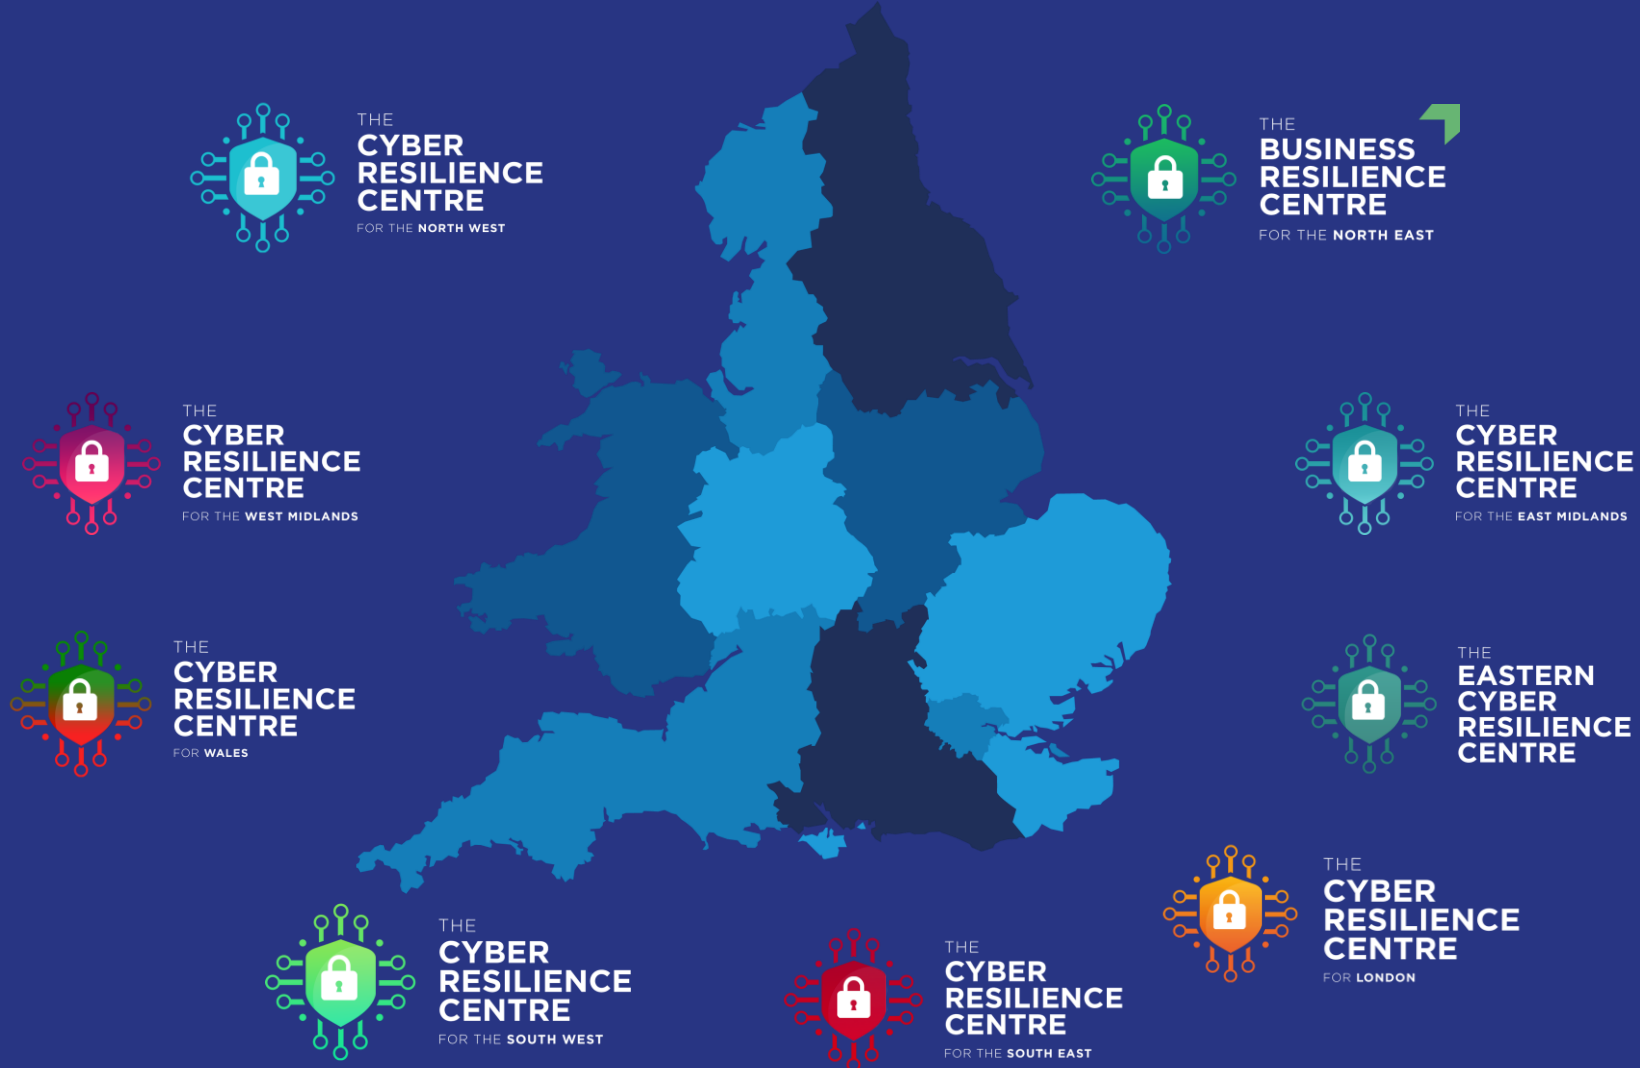 THE
CYBER
RESILIENCE
CENTRE
FOR THE NORTH WEST
THE
BUSINESS
RESILIENCE
CENTRE
FOR THE NORTH EAST
THE
CYBER
RESILIENCE
CENTRE
FOR THE WEST MIDLANDS
THE
CYBER
RESILIENCE
CENTRE
FOR THE EAST MIDLANDS
THE
CYBER
RESILIENCE
CENTRE
FOR WALES
THE
EASTERN
CYBER
RESILIENCE
CENTRE
THE
CYBER
RESILIENCE
CENTRE
FOR LONDON
THE
CYBER
RESILIENCE
CENTRE
FOR THE SOUTH WEST
THE
CYBER
RESILIENCE
CENTRE
FOR THE SOUTH EAST